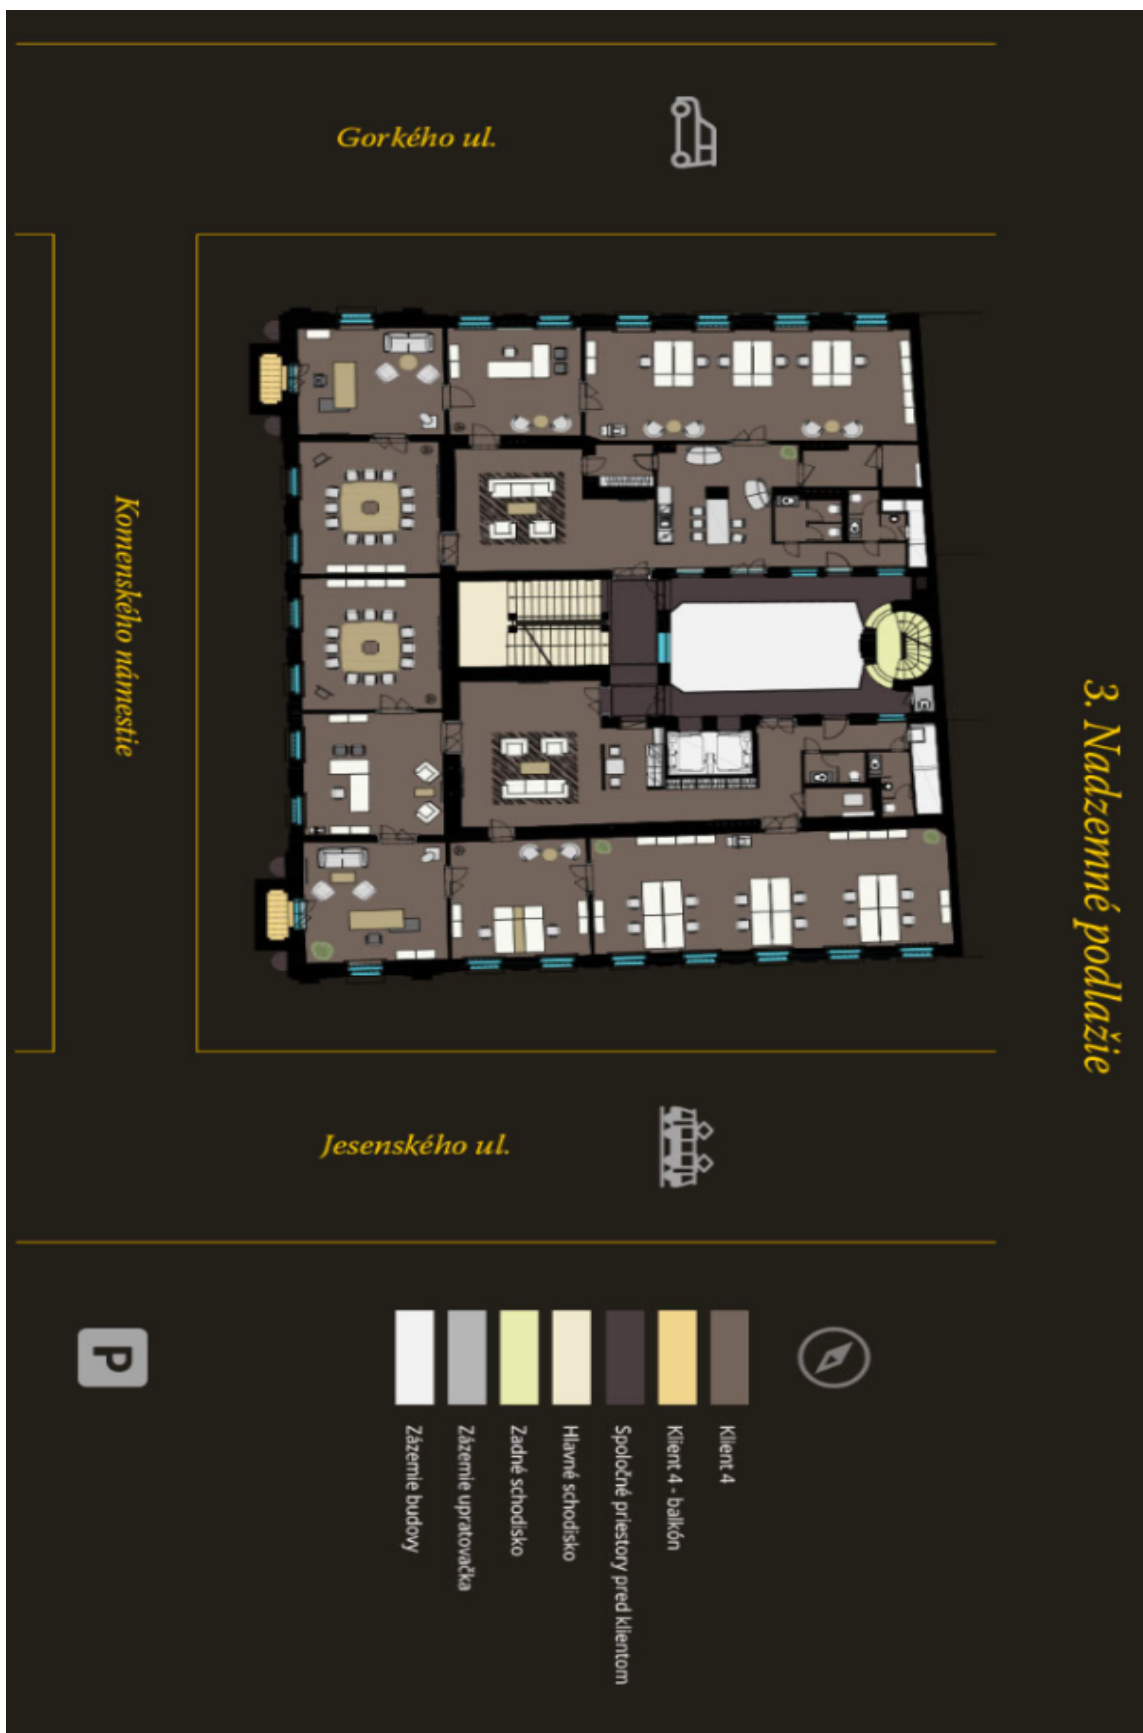 3. Nadzemné podlažie
Gorkého ul.
Komenského námestie
Jesenského ul.
Klient 4
Klient 4 - balkón
Spoločné priestory pred klientom
Hlavné schodisko
Zadné schodisko
Zázemie upratovačka
Zázemie budovy
P